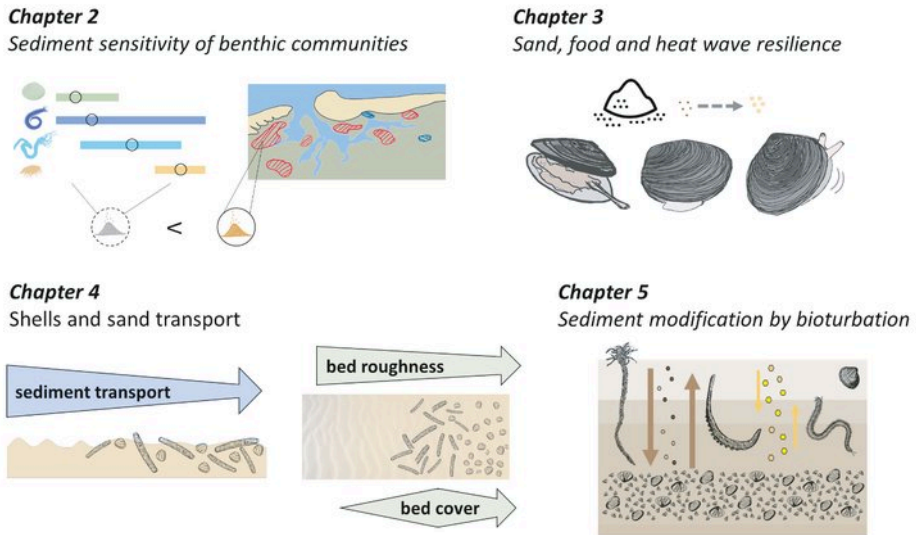 Chapter 2
Sediment sensitivity of benthic communities
<
Chapter 3
Sand, food and heat wave resilience
Chapter 4
Shells and sand transport
sediment transport
bed roughness
bed cover
Chapter 5
Sediment modification by bioturbation